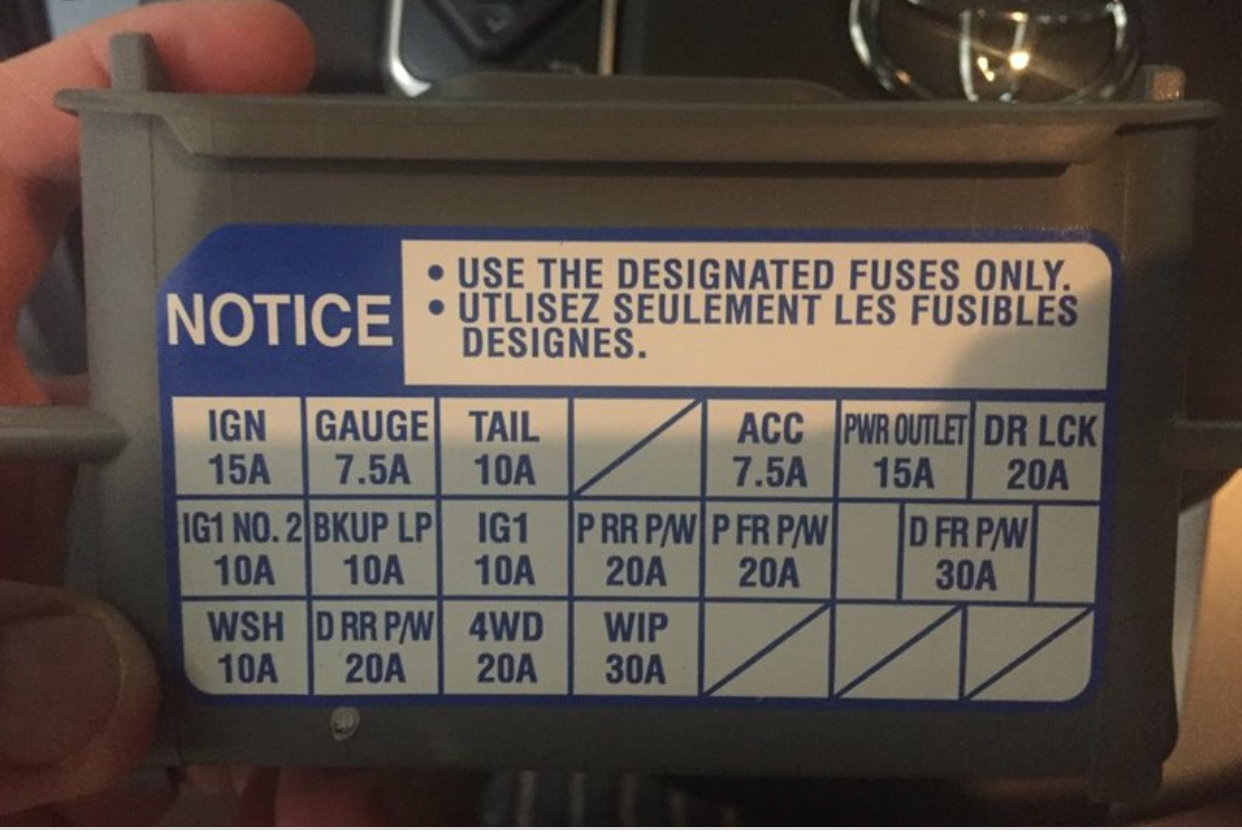 NOTICE
• USE THE DESIGNATED FUSES ONLY.
• UTLISEZ SEULEMENT LES FUSIBLES
DESIGNES.
IGN GAUGE TAIL ACC PWR OUTLET DR LCK
15A 7.5A 10A 7.5A 15A 20A
IG1 NO. 2 BKUP LP IG1 P RR P/W P FR P/W D FR P/W
10A 10A 10A 20A 20A 30A
WSH D RR P/W 4WD WIP
10A 20A 20A 30A